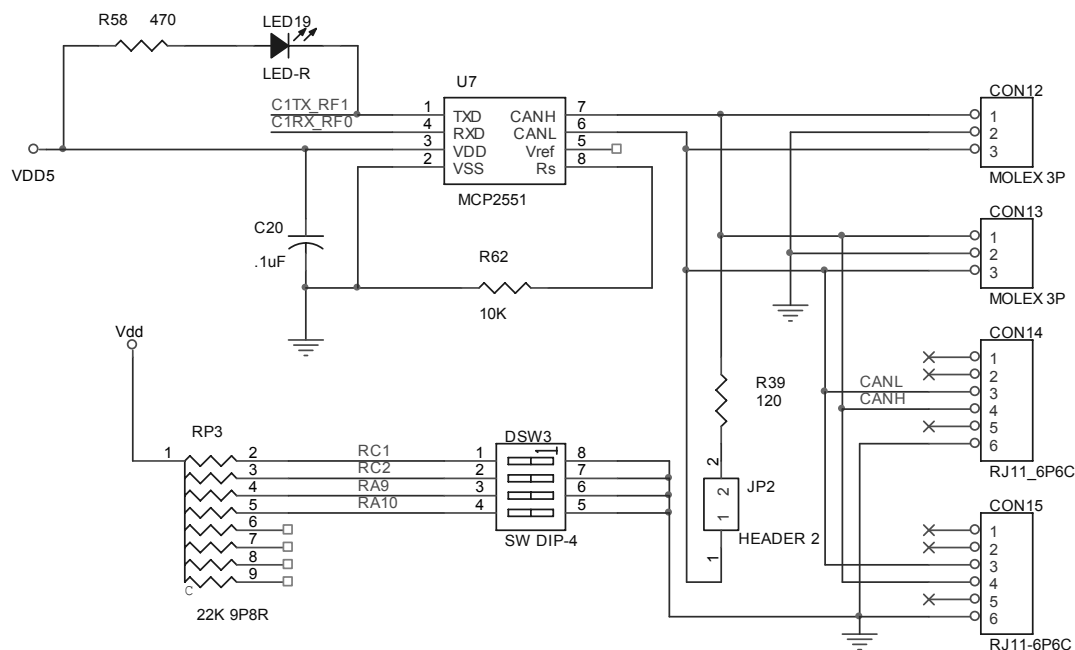 R58 470
LED19
LED-R
VDD5
C1TX_RF1
C1RX_RF0
U7
1 TXD CANH 7
4 RXD CANL 6
3 VDD Vref 5
2 VSS Rs 8
MCP2551
C20
.1uF
R62
10K
CON12
1
2
3
MOLEX 3P
CON13
1
2
3
MOLEX 3P
CON14
1
2
CANL 3
CANH 4
5
6
RJ11_6P6C
R39
120
2
JP2
2
1
HEADER 2
1
Vdd
RP3
1 2
3
4
5
6
7
8
9
C
22K 9P8R
RC1
RC2
RA9
RA10
DSW3
1 8
2 7
3 6
4 5
SW DIP-4
CON15
1
2
3
4
5
6
RJ11-6P6C